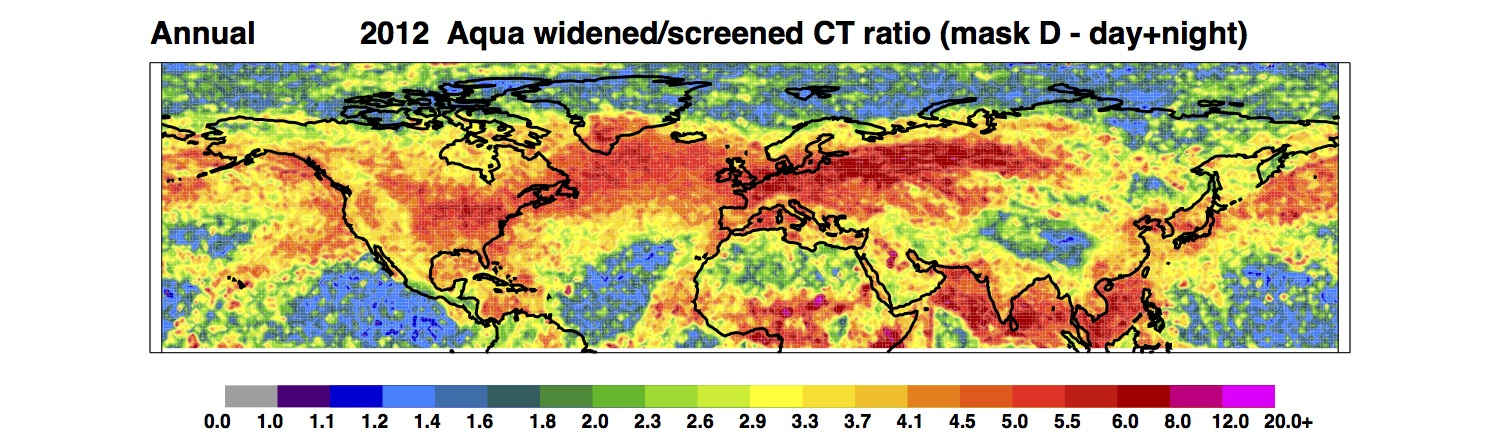 Annual 2012 Aqua widened/screened CT ratio (mask D - day+night)
0.0 1.0 1.1 1.2 1.4 1.6 1.8 2.0 2.3 2.6 2.9 3.3 3.7 4.1 4.5 5.0 5.5 6.0 8.0 12.0 20.0+